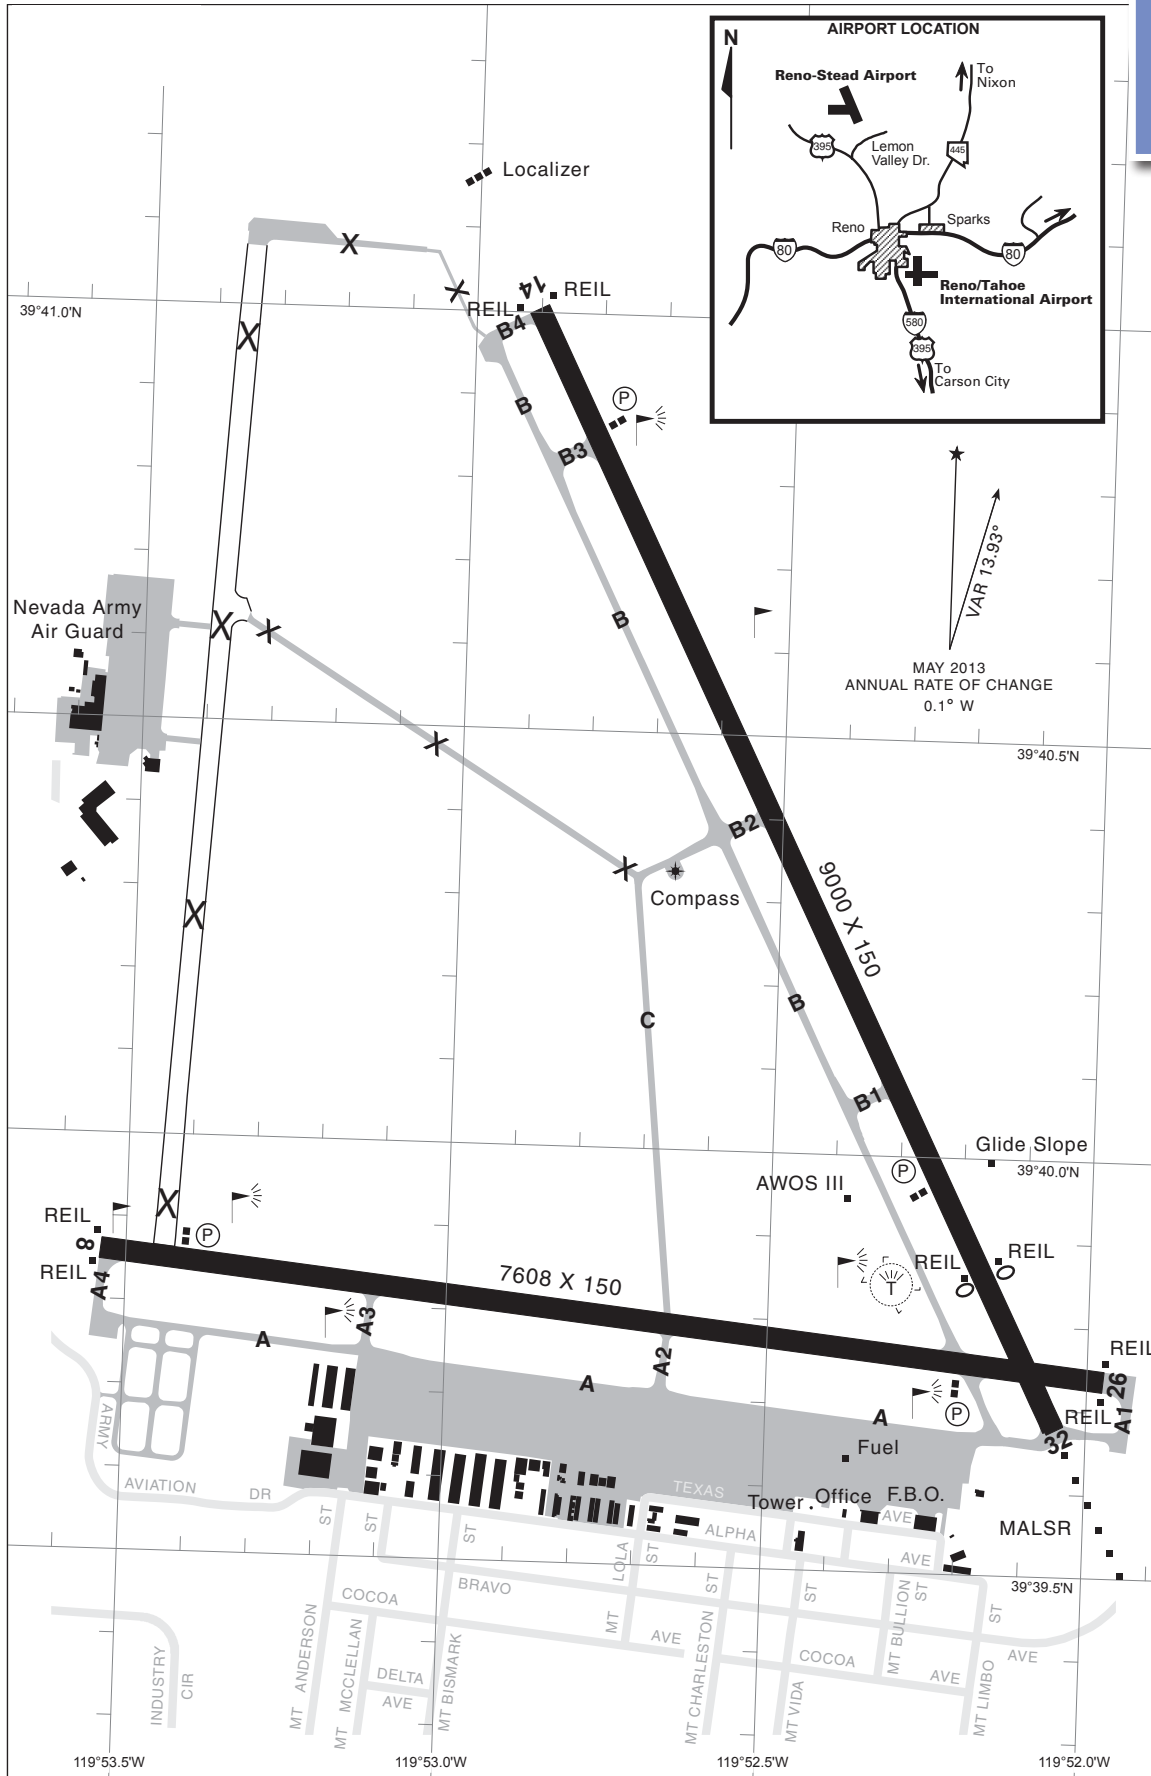 AIRPORT LOCATION
N
Reno-Stead Airport
To
Nixon
395
Lemon
Valley Dr.
445
Reno
Sparks
80
80
Reno/Tahoe
International Airport
580
395
To
Carson City
Localizer
39°41.0'N
14
REIL
REIL
B4
X
X
X
B
P
B3
VAR 13.93°
MAY 2013
ANNUAL RATE OF CHANGE
0.1° W
Nevada Army
Air Guard
X
X
B
X
39°40.5'N
B2
X
Compass
9000 X 150
X
B
C
B1
Glide Slope
39°40.0'N
P
AWOS III
X
REIL
P
8
REIL
A4
REIL
REIL
T
7608 X 150
A3
A
A2
A
A
REIL
26
A1
REIL
P
32
Fuel
ARMY
AVIATION
DR
TEXAS
Tower
Office
F.B.O.
AVE
MALSR
ST
ST
ST
ALPHA
AVE
LOLA
ST
39°39.5'N
COCOA
BRAVO
MT
ST
ST
ST
ST
AVE
COCOA
AVE
AVE
INDUSTRY
CIR
MT ANDERSON
MT MCCLELLAN
DELTA
AVE
MT BISMARK
MT CHARLESTON
MT VIDA
MT BULLION
MT LIMBO
119°53.5'W
119°53.0'W
119°52.5'W
119°52.0'W